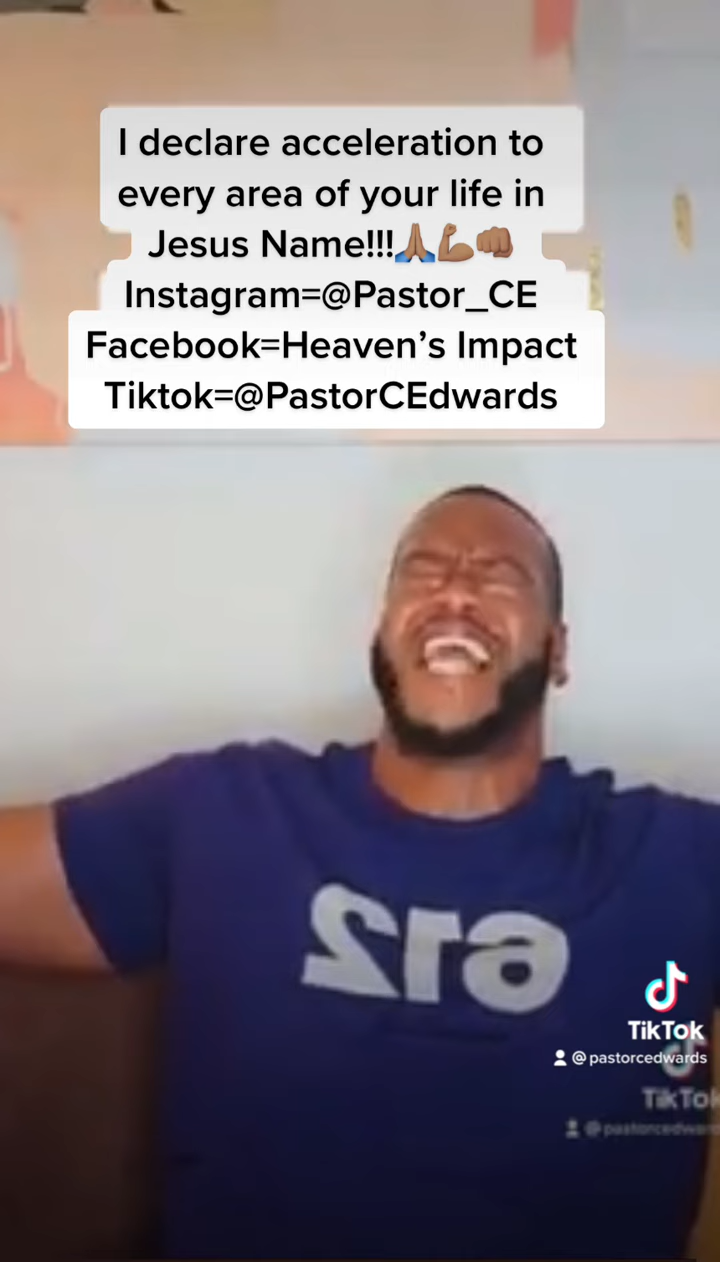 I declare acceleration to
every area of your life in
Jesus Name!!!🙏🏽💪🏽👊🏽
Instagram=@Pastor_CE
Facebook=Heaven’s Impact
Tiktok=@PastorCEdwards
612
TikTok
@pastorcedwards
TikTok